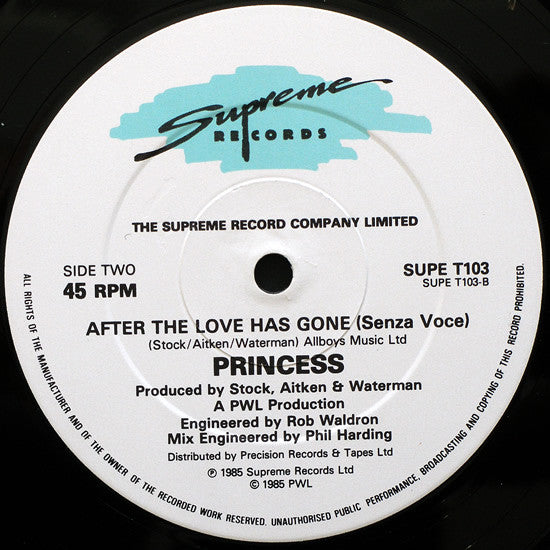 Supreme
RECORDS
THE SUPREME RECORD COMPANY LIMITED
SIDE TWO
45 RPM
SUPE T103
SUPE T103-B
AFTER THE LOVE HAS GONE (Senza Voce)
(Stock/Aitken/Waterman) Allboys Music Ltd
PRINCESS
Produced by Stock, Aitken & Waterman
A PWL Production
Engineered by Rob Waldron
Mix Engineered by Phil Harding
Distributed by Precision Records & Tapes Ltd
℗ 1985 Supreme Records Ltd
© 1985 PWL
ALL RIGHTS OF THE MANUFACTURER AND OF THE OWNER OF THE RECORDED WORK RESERVED. UNAUTHORISED PUBLIC PERFORMANCE, BROADCASTING AND COPYING OF THIS RECORD PROHIBITED.